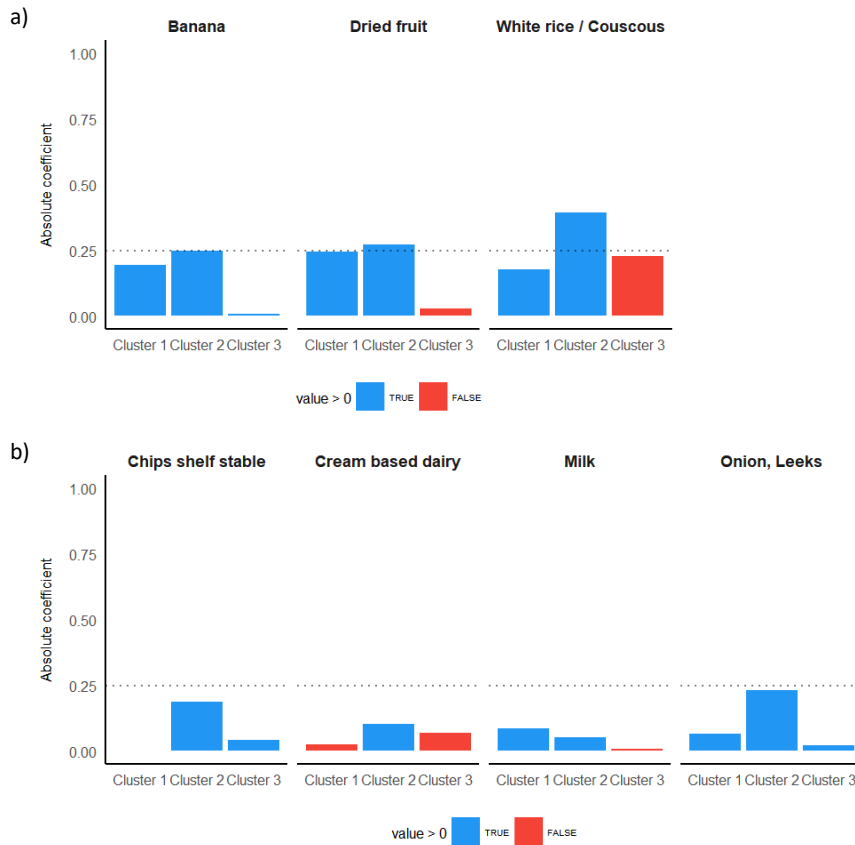 a)
Banana Dried fruit White rice / Couscous
1.00
0.75
0.50
0.25
0.00
Absolute coefficient
Cluster 1 Cluster 2 Cluster 3 Cluster 1 Cluster 2 Cluster 3 Cluster 1 Cluster 2 Cluster 3
value > 0 TRUE FALSE
b)
Chips shelf stable Cream based dairy Milk Onion, Leeks
1.00
0.75
0.50
0.25
0.00
Absolute coefficient
Cluster 1 Cluster 2 Cluster 3 Cluster 1 Cluster 2 Cluster 3 Cluster 1 Cluster 2 Cluster 3 Cluster 1 Cluster 2 Cluster 3
value > 0 TRUE FALSE